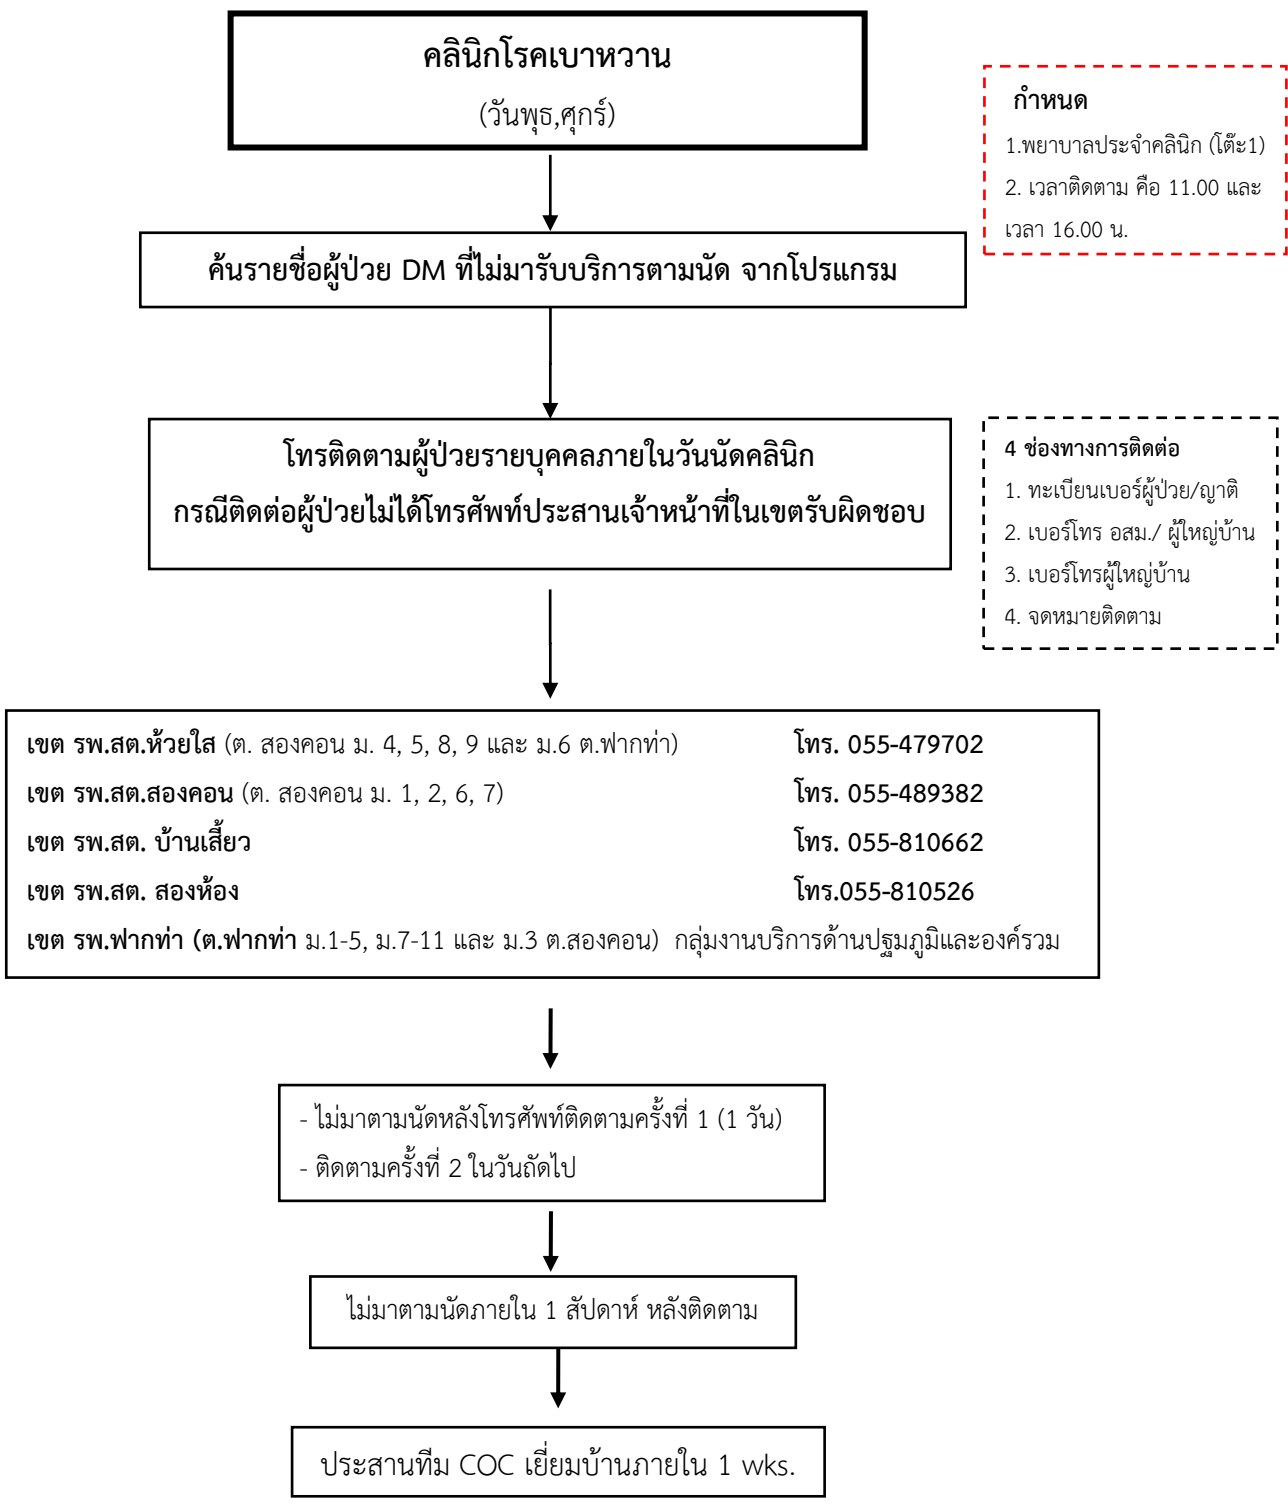 คลินิกโรคเบาหวาน
(วันพุธ,ศุกร์)
กำหนด
1.พยาบาลประจำคลินิก (โต๊ะ1)
2. เวลาติดตาม คือ 11.00 และ
เวลา 16.00 น.
ค้นรายชื่อผู้ป่วย DM ที่ไม่มารับบริการตามนัด จากโปรแกรม
โทรติดตามผู้ป่วยรายบุคคลภายในวันนัดคลินิก
กรณีติดต่อผู้ป่วยไม่ได้โทรศัพท์ประสานเจ้าหน้าที่ในเขตรับผิดชอบ
4 ช่องทางการติดต่อ
1. ทะเบียนเบอร์ผู้ป่วย/ญาติ
2. เบอร์โทร อสม./ ผู้ใหญ่บ้าน
3. เบอร์โทรผู้ใหญ่บ้าน
4. จดหมายติดตาม
เขต รพ.สต.ห้วยใส (ต. สองคอน ม. 4, 5, 8, 9 และ ม.6 ต.ฟากท่า) โทร. 055-479702
เขต รพ.สต.สองคอน (ต. สองคอน ม. 1, 2, 6, 7) โทร. 055-489382
เขต รพ.สต. บ้านเสี้ยว โทร. 055-810662
เขต รพ.สต. สองห้อง โทร.055-810526
เขต รพ.ฟากท่า (ต.ฟากท่า ม.1-5, ม.7-11 และ ม.3 ต.สองคอน) กลุ่มงานบริการด้านปฐมภูมิและองค์รวม
- ไม่มาตามนัดหลังโทรศัพท์ติดตามครั้งที่ 1 (1 วัน)
- ติดตามครั้งที่ 2 ในวันถัดไป
ไม่มาตามนัดภายใน 1 สัปดาห์ หลังติดตาม
ประสานทีม COC เยี่ยมบ้านภายใน 1 wks.